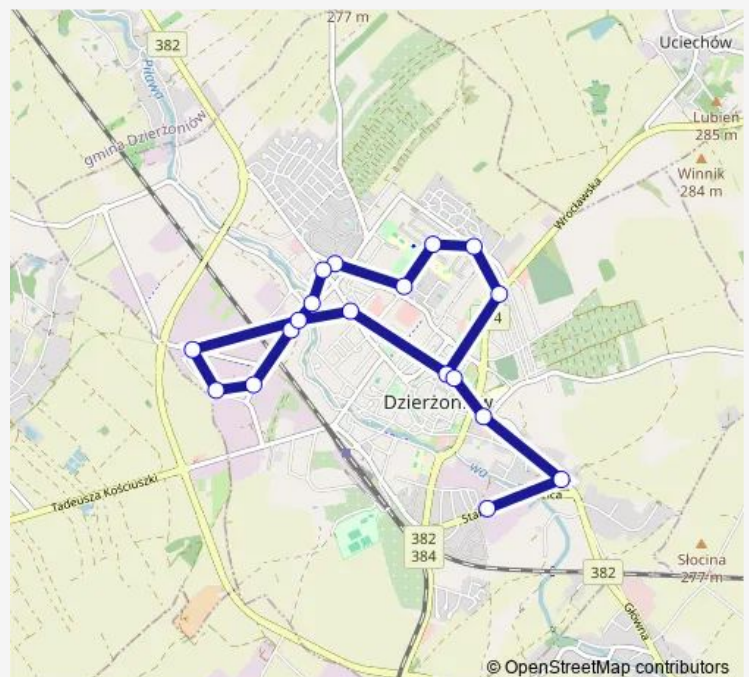 277 m
382
Uciechów
Piława
gmina Dzierżoniów
Lubień
285 m
Winnik
284 m
Wrocławska
4
Dzierżoniów
Tadeusza Kościuszki
382
384
382
Słocina
277 m
Główna
© OpenStreetMap contributors